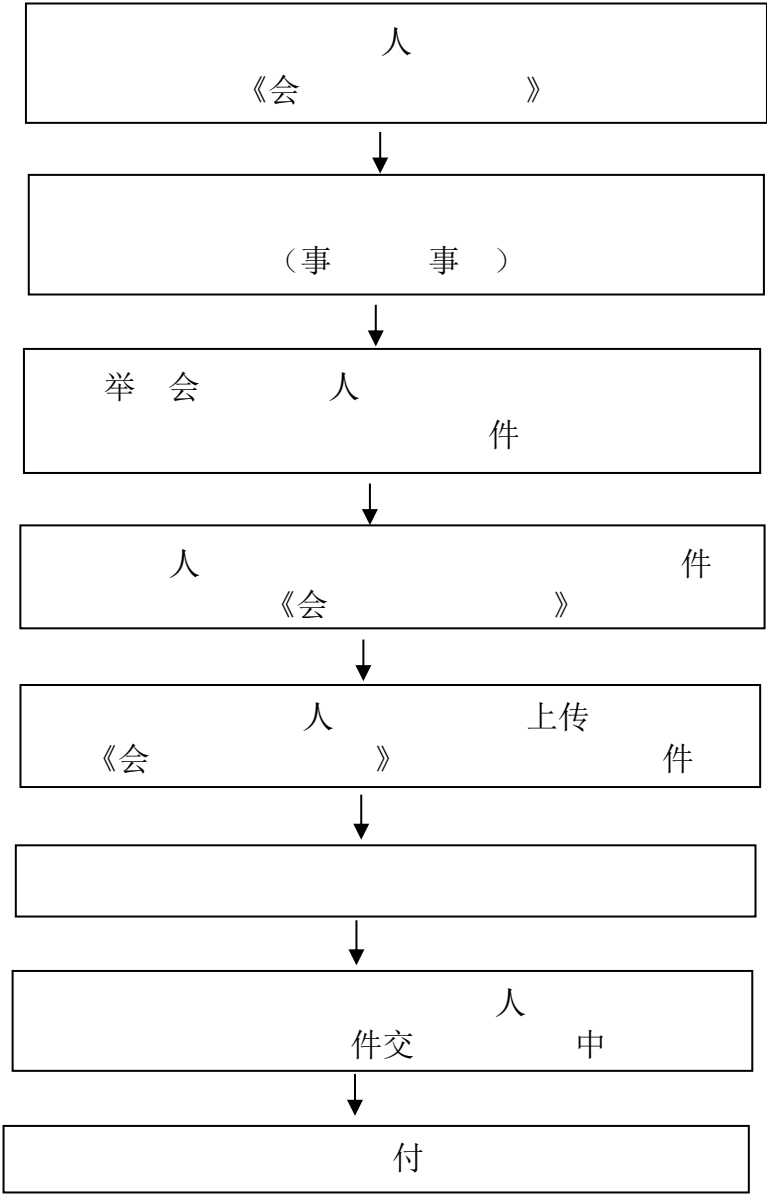 人
《会 》
（事 事 ）
举 会 人
件
人 件
《会 》
人 上传
《会 》 件
人
件交 中
付